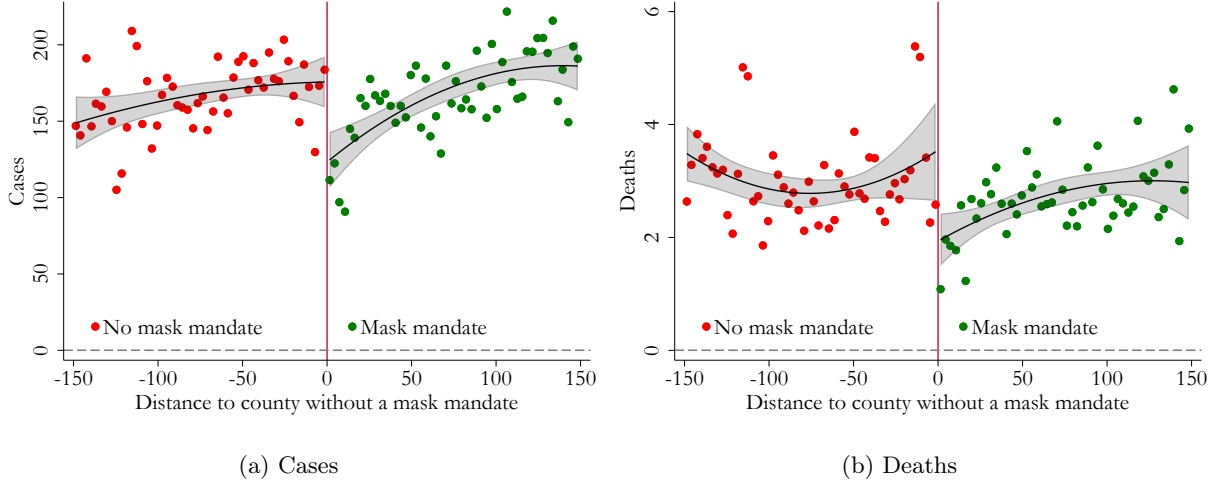 Cases
200
150
100
50
0
No mask mandate
Mask mandate
-150 -100 -50 0 50 100 150
Distance to county without a mask mandate
(a) Cases
Deaths
6
4
2
0
No mask mandate
Mask mandate
-150 -100 -50 0 50 100 150
Distance to county without a mask mandate
(b) Deaths